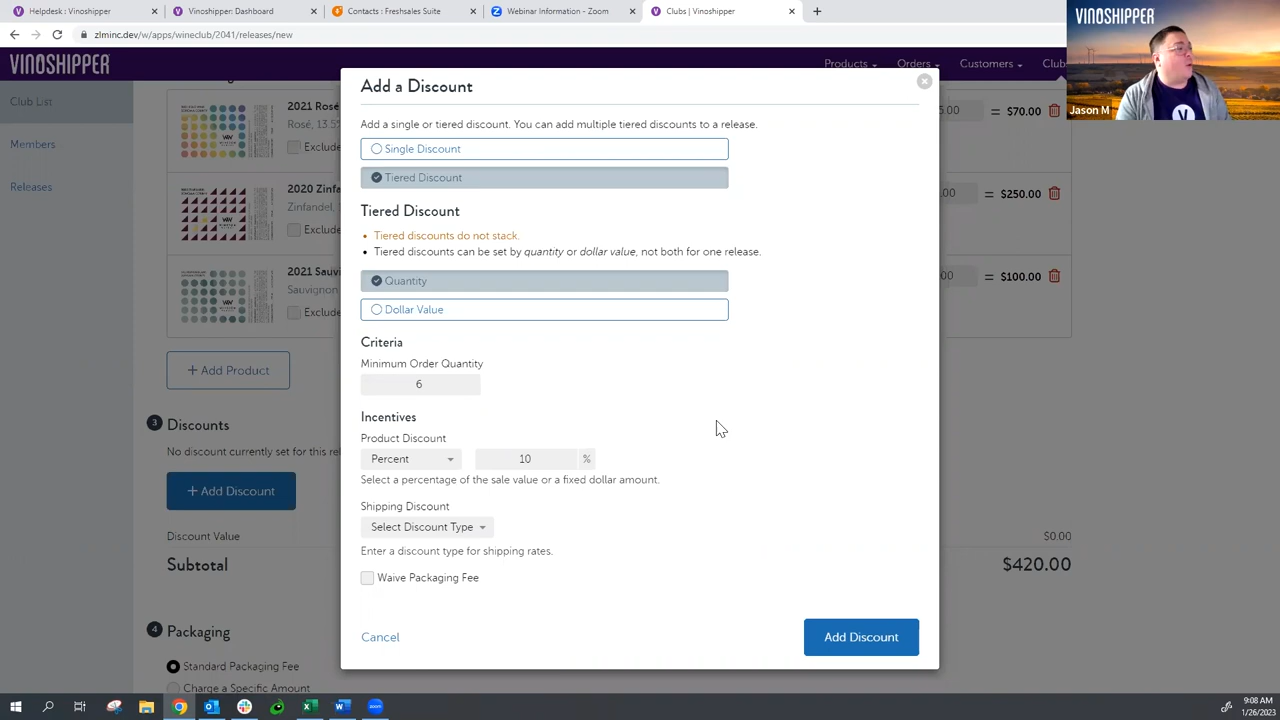 Helpdesk : Vinoshipper
Vinoshipper: Dashboard
Contacts : Freshsales Suite
Webinar Information - Zoom
Clubs | Vinoshipper
zlminc.dev/w/apps/wineclub/2041/releases/new
VINOSHIPPER
Products
Orders
Customers
Club
VINOSHIPPER
Jason M
Club List
Members
Releases
2021 Rosé
Rosé, 13.5%
Exclude
5.00
= $70.00
2020 Zinfa
Zinfandel,
Exclude
.00
= $250.00
2021 Sauvi
Sauvignon
Exclude
00
= $100.00
+ Add Product
3 Discounts
No discount currently set for this rel
+ Add Discount
Discount Value
$0.00
Subtotal
$420.00
4 Packaging
Standard Packaging Fee
Charge a Specific Amount
Add a Discount
Add a single or tiered discount. You can add multiple tiered discounts to a release.
Single Discount
Tiered Discount
Tiered Discount
• Tiered discounts do not stack.
• Tiered discounts can be set by quantity or dollar value, not both for one release.
Quantity
Dollar Value
Criteria
Minimum Order Quantity
6
Incentives
Product Discount
Percent
10
%
Select a percentage of the sale value or a fixed dollar amount.
Shipping Discount
Select Discount Type
Enter a discount type for shipping rates.
Waive Packaging Fee
Cancel
Add Discount
9:08 AM
1/26/2023